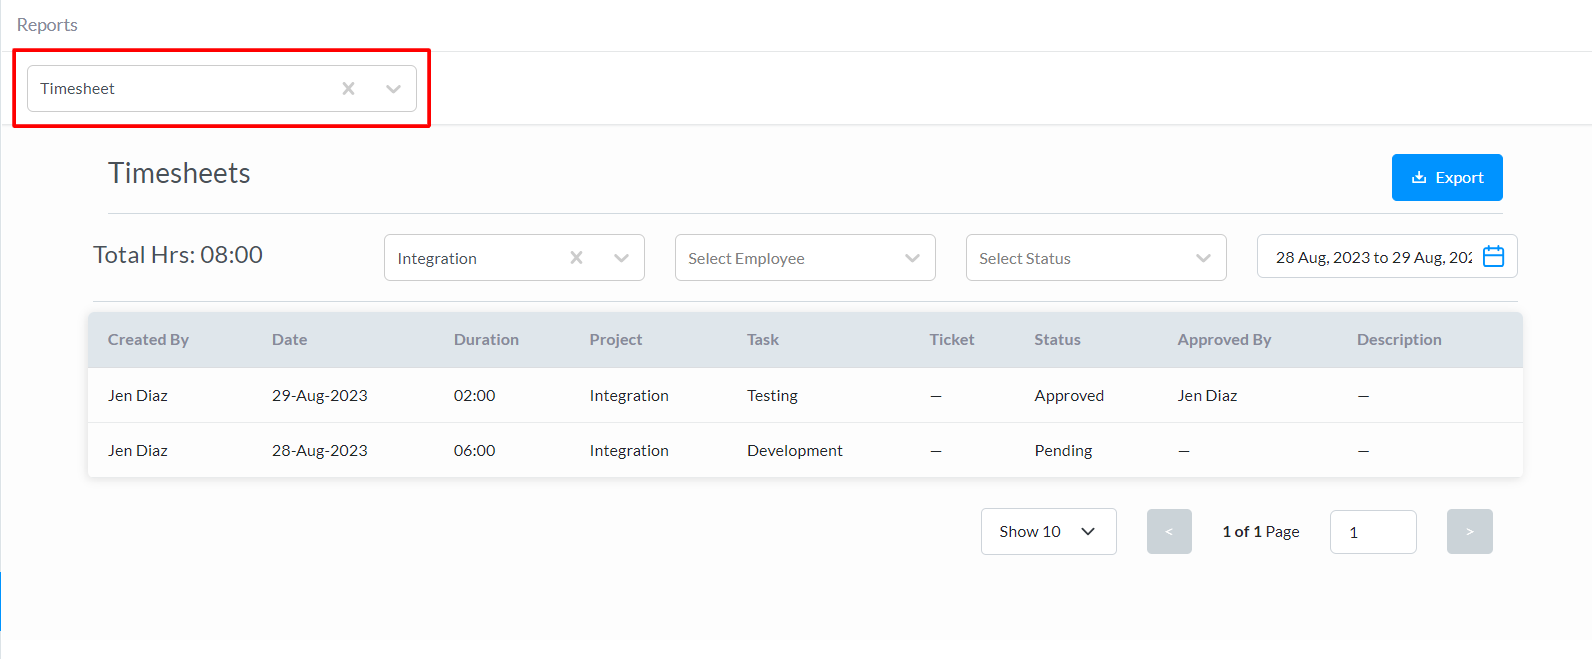 Reports
Timesheet
Timesheets
Export
Total Hrs: 08:00 Integration Select Employee Select Status 28 Aug, 2023 to 29 Aug, 202
Created By Date Duration Project Task Ticket Status Approved By Description
Jen Diaz 29-Aug-2023 02:00 Integration Testing — Approved Jen Diaz —
Jen Diaz 28-Aug-2023 06:00 Integration Development — Pending — —
Show 10 < 1 of 1 Page 1 >